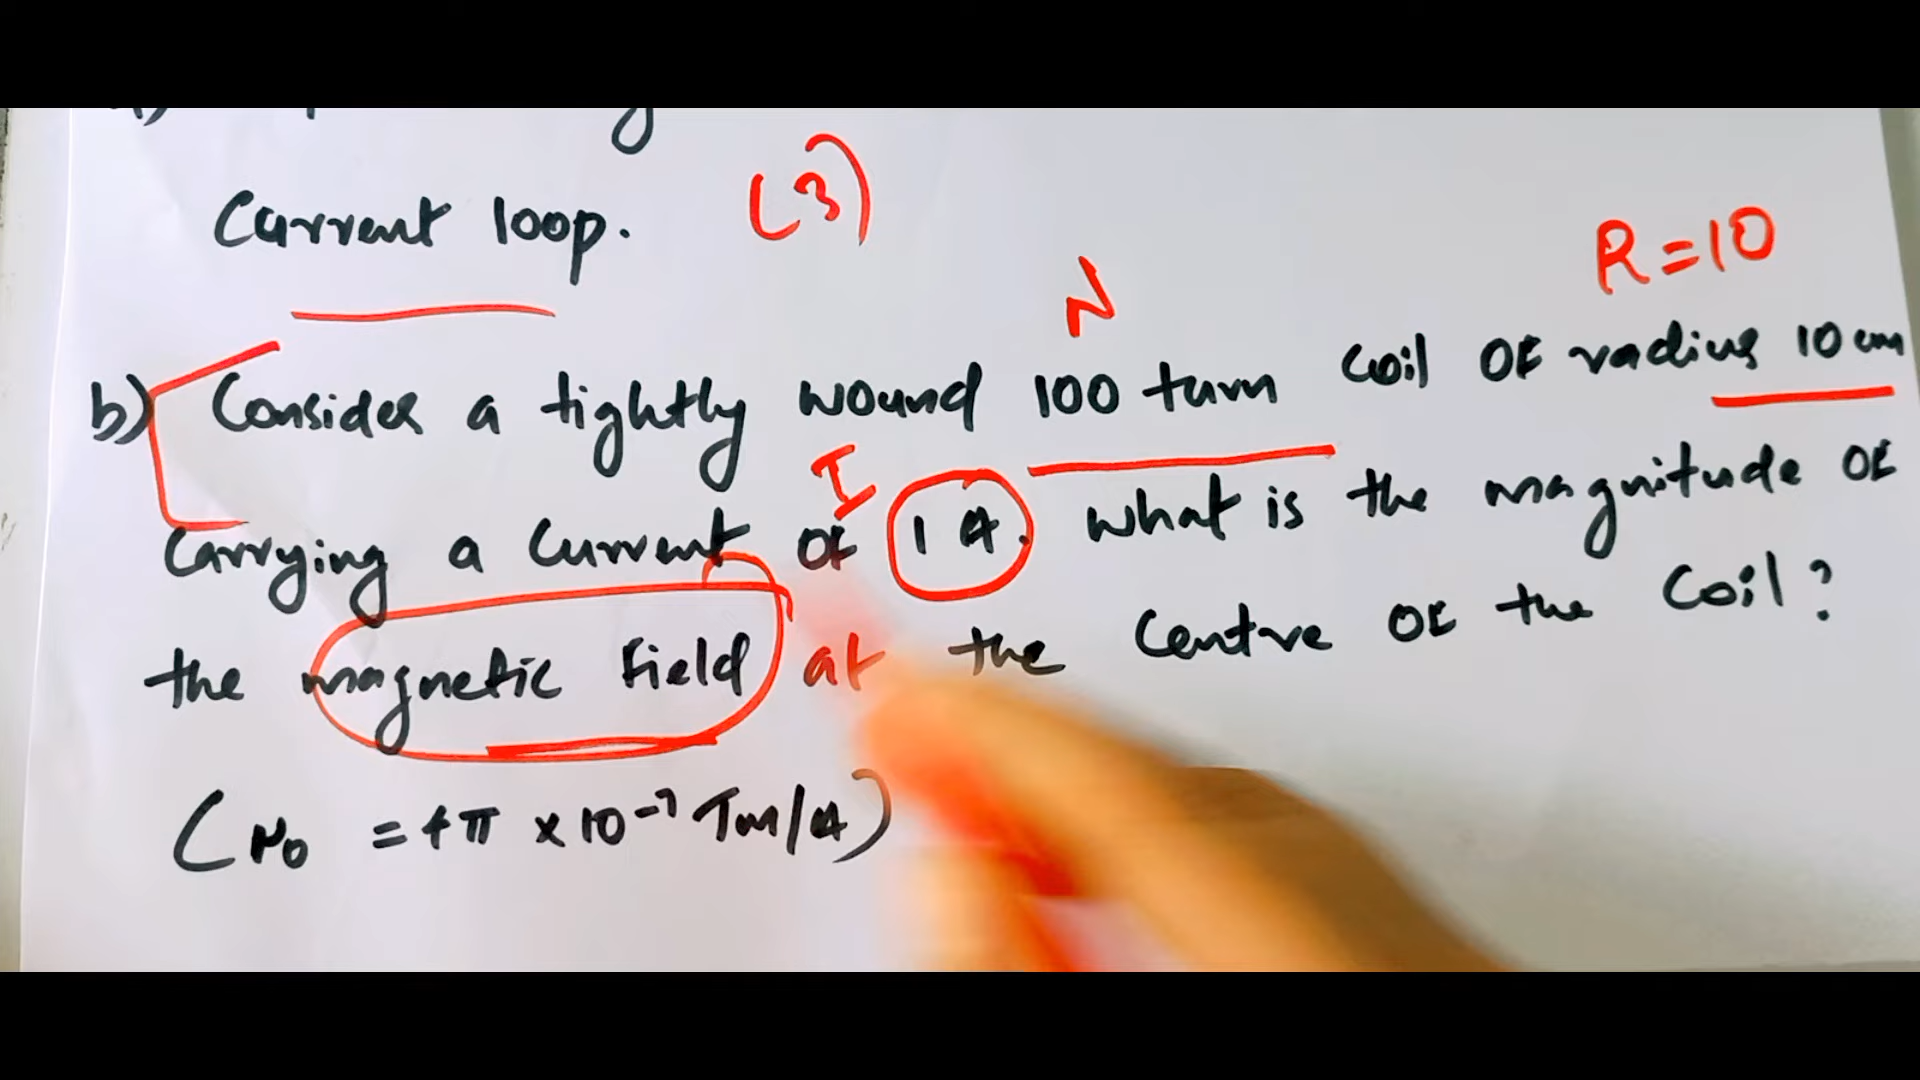 Current loop. (3)
R=10
N
b) Consider a tightly wound 100 turn coil of radius 10 cm
I
Carrying a current of 1 A. What is the magnitude of
the magnetic field at the centre of the coil?
(μ0 = 4π × 10-7 Tm/A)